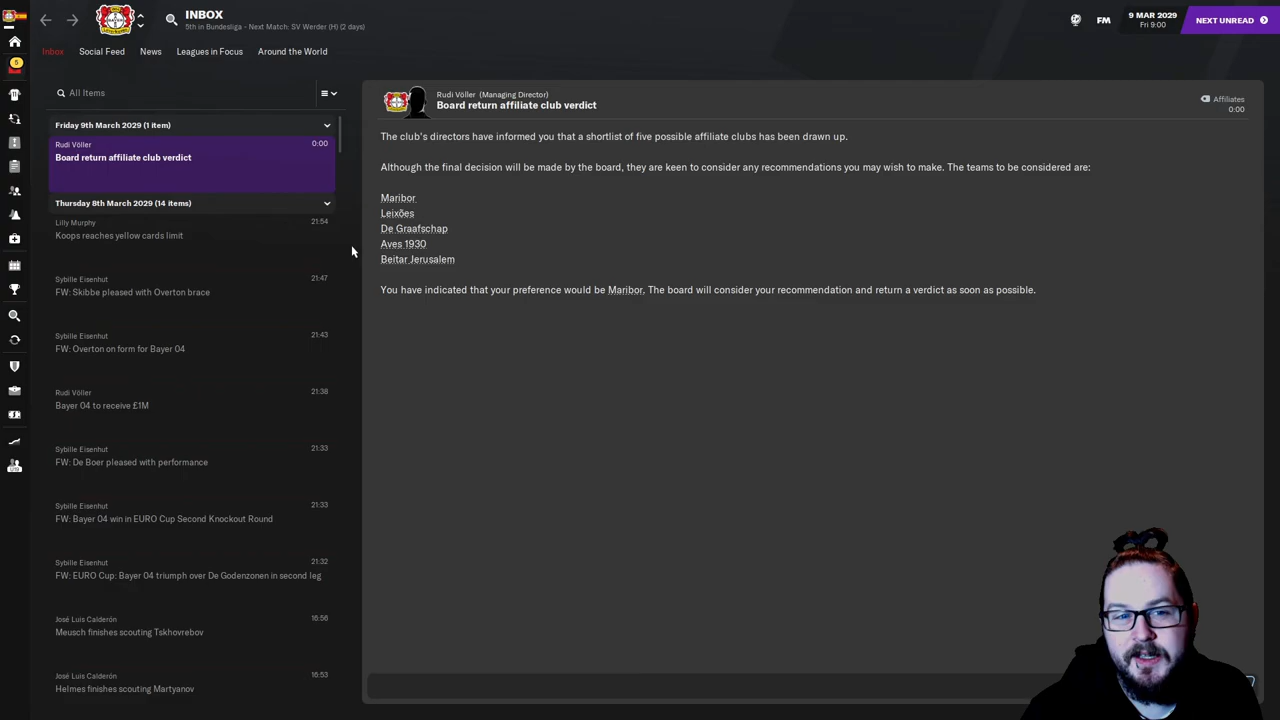 INBOX
5th in Bundesliga - Next Match: SV Werder (H) (2 days)
FM
9 MAR 2029
Fri 9:00
NEXT UNREAD
Inbox
Social Feed
News
Leagues in Focus
Around the World
5
All Items
Friday 9th March 2029 (1 item)
Rudi Völler
0:00
Board return affiliate club verdict
Thursday 8th March 2029 (14 items)
Lilly Murphy
21:54
Koops reaches yellow cards limit
Sybille Eisenhut
21:47
FW: Skibbe pleased with Overton brace
Sybille Eisenhut
21:43
FW: Overton on form for Bayer 04
Rudi Völler
21:38
Bayer 04 to receive £1M
Sybille Eisenhut
21:33
FW: De Boer pleased with performance
Sybille Eisenhut
21:33
FW: Bayer 04 win in EURO Cup Second Knockout Round
Sybille Eisenhut
21:32
FW: EURO Cup: Bayer 04 triumph over De Godenzonen in second leg
José Luis Calderón
16:56
Meusch finishes scouting Tskhovrebov
José Luis Calderón
16:53
Helmes finishes scouting Martyanov
Rudi Völler (Managing Director)
Board return affiliate club verdict
Affiliates
0:00
The club's directors have informed you that a shortlist of five possible affiliate clubs has been drawn up.
Although the final decision will be made by the board, they are keen to consider any recommendations you may wish to make. The teams to be considered are:
Maribor
Leixões
De Graafschap
Aves 1930
Beitar Jerusalem
You have indicated that your preference would be Maribor. The board will consider your recommendation and return a verdict as soon as possible.